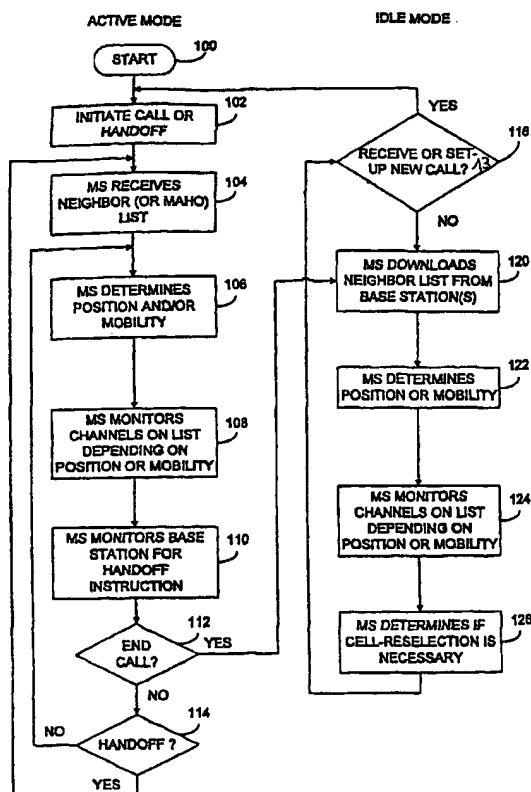 ACTIVE MODE
IDLE MODE
START
100
INITIATE CALL OR
HANDOFF
102
YES
RECEIVE OR SET-
UP NEW CALL? 13
118
NO
MS RECEIVES
NEIGHBOR (OR MAHO)
LIST
104
MS DOWNLOADS
NEIGHBOR LIST FROM
BASE STATION(S)
120
MS DETERMINES
POSITION AND/OR
MOBILITY
106
MS DETERMINES
POSITION OR MOBILITY
122
MS MONITORS
CHANNELS ON LIST
DEPENDING ON
POSITION OR MOBILITY
108
MS MONITORS
CHANNELS ON LIST
DEPENDING ON
POSITION OR MOBILITY
124
MS MONITORS BASE
STATION FOR
HANDOFF
INSTRUCTION
110
MS DETERMINES IF
CELL-RESELECTION IS
NECESSARY
126
END
CALL?
112
YES
NO
HANDOFF ?
114
NO
YES